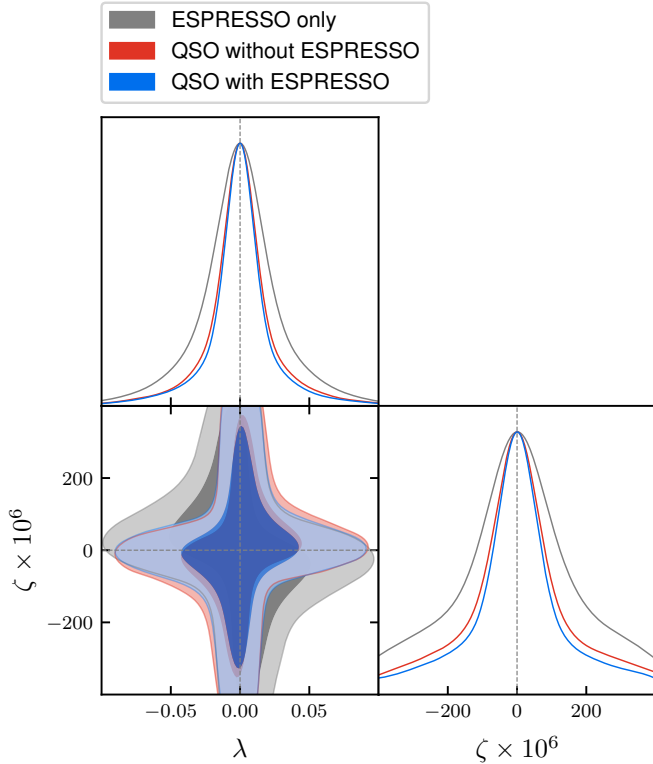 ESPRESSO only
QSO without ESPRESSO
QSO with ESPRESSO
200
0
−200
ζ × 10⁶
−0.05 0.00 0.05
λ
−200 0 200
ζ × 10⁶